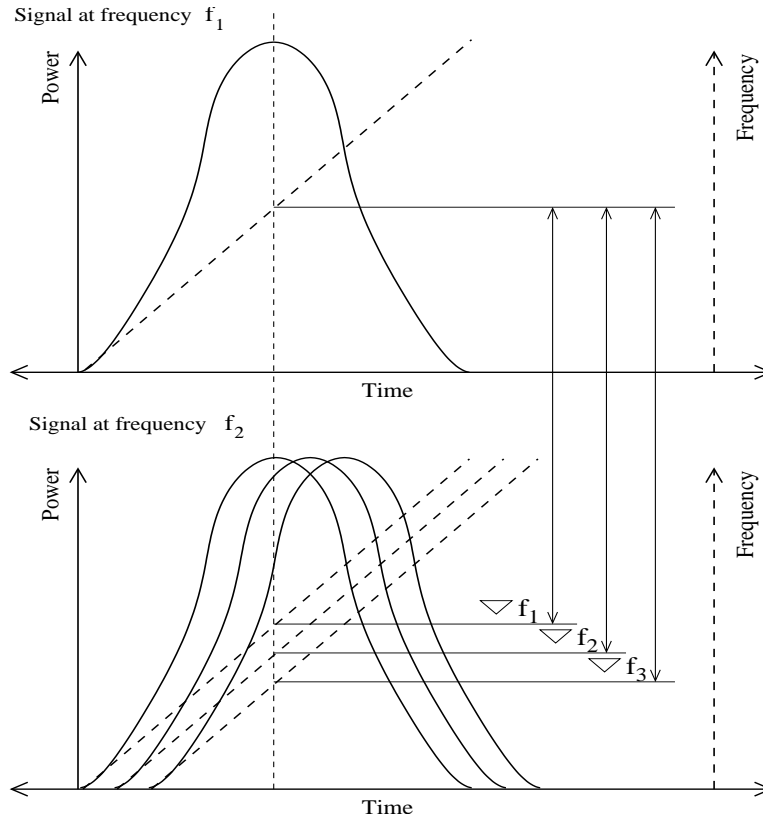 Signal at frequency f1
Power
Frequency
Time
Signal at frequency f2
Power
Frequency
▽ f1
▽ f2
▽ f3
Time